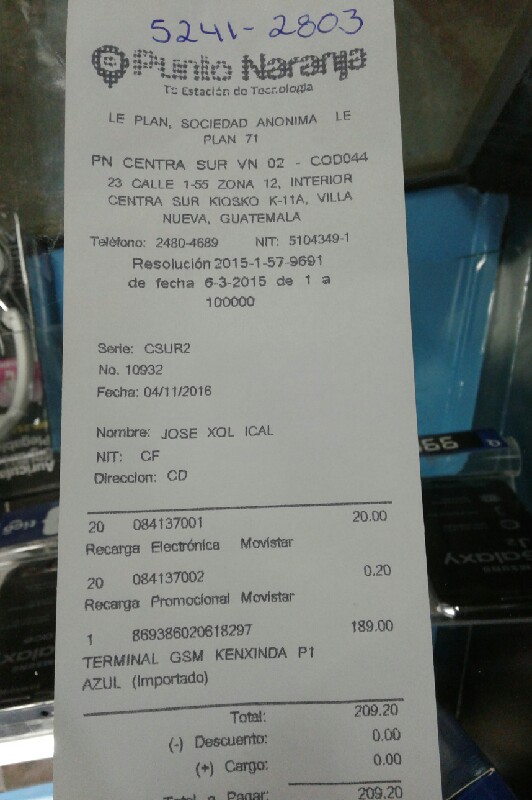 5241-2803
Punto Naranja
Tu Estación de Tecnología
LE PLAN, SOCIEDAD ANONIMA LE
PLAN 71
PN CENTRA SUR VN 02 - COD044
23 CALLE 1-55 ZONA 12, INTERIOR
CENTRA SUR KIOSKO K-11A, VILLA
NUEVA, GUATEMALA
Teléfono: 2480-4689 NIT: 5104349-1
Resolución 2015-1-57-9691
de fecha 6-3-2015 de 1 a
100000
Serie: CSUR2
No. 10932
Fecha: 04/11/2016
Nombre: JOSE XOL ICAL
NIT: CF
Direccion: CD
20 084137001 20.00
Recarga Electrónica Movistar
20 084137002 0.20
Recarga Promocional Movistar
1 869386020618297 189.00
TERMINAL GSM KENXINDA P1
AZUL (Importado)
Total: 209.20
(-) Descuento: 0.00
(+) Cargo: 0.00
Total a Pagar: 209.20
tigo